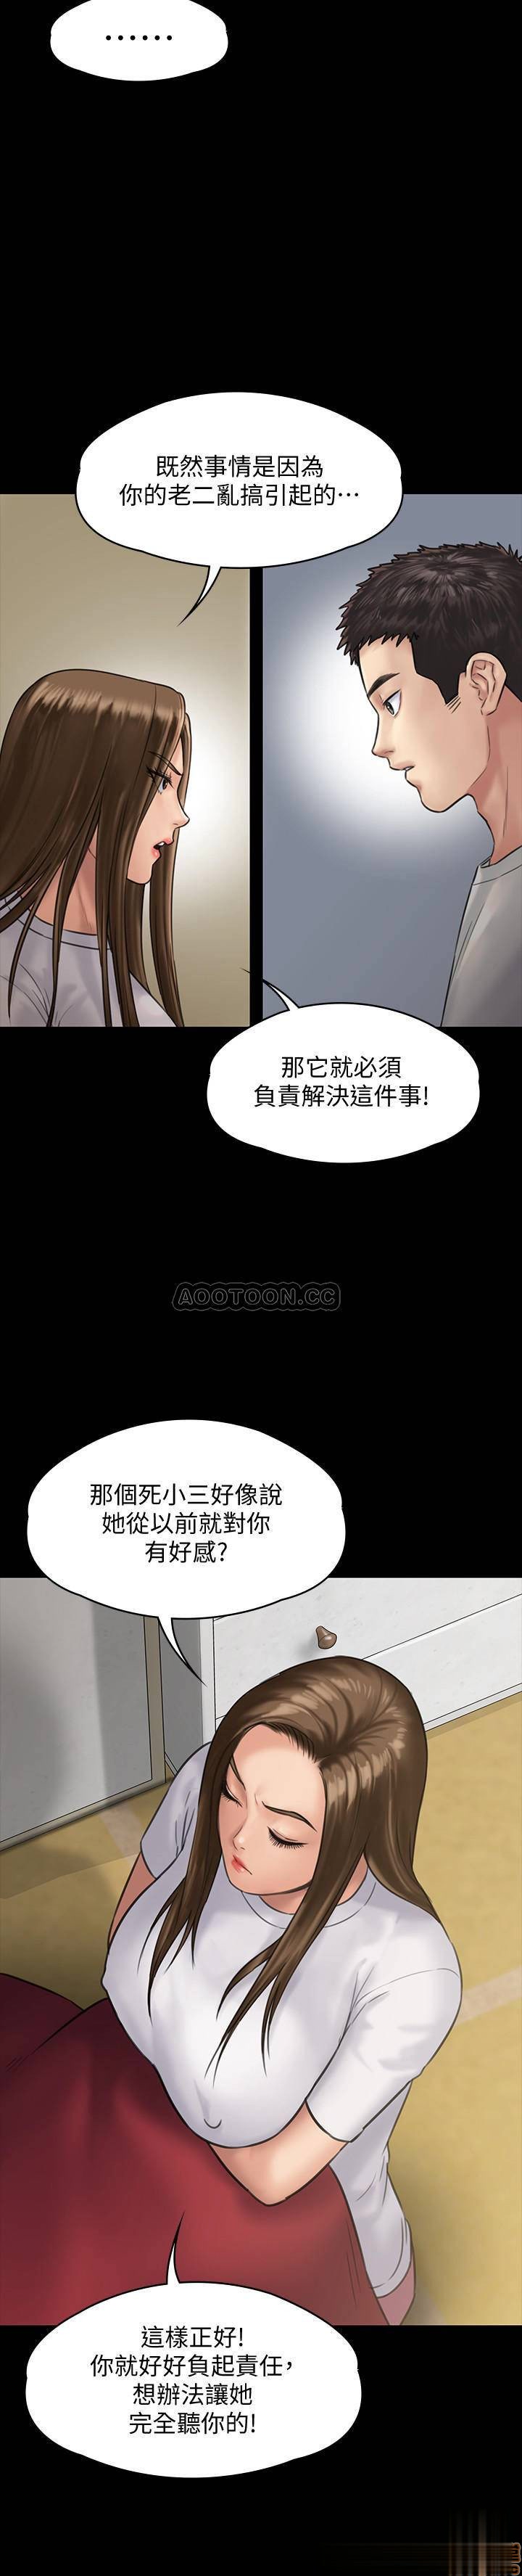 ......
既然事情是因為
你的老二亂搞引起的…
那它就必須
負責解決這件事!
AOOTOON.CC
那個死小三好像說
她從以前就對你
有好感?
這樣正好!
你就好好負起責任,
想辦法讓她
完全聽你的!